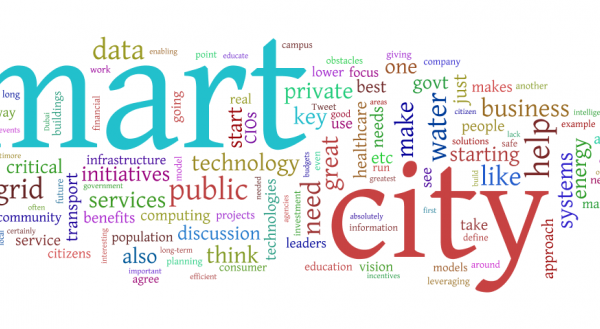 mart
city
data
enabling
work
point
educate
campus
long
way
events
Dubai
buildings
financial
going
real
start
CIOs
lower
focus
obstacles
private
Tweet
key
good
use
best
one
giving
company
govt
just
makes
another
areas
needs
healthcare
make
water
citizen
business
people
solutions
lack
safe
starting
intellige
example
help
energy
critical
infrastructure
initiatives
model
technology
great
even
budgets
etc
run
greatest
see
like
build
systems
grid
future
government
transport
services
public
needed
technologies
agencies
investment
need
community
benefits
computing
projects
often
certainly
service
citizens
interesting
population
discussion
leaders
absolutely
information
first
take
define
approach
also
long-term
planning
think
important
agree
efficient
consumer
education
vision
incentives
models
around
leveraging